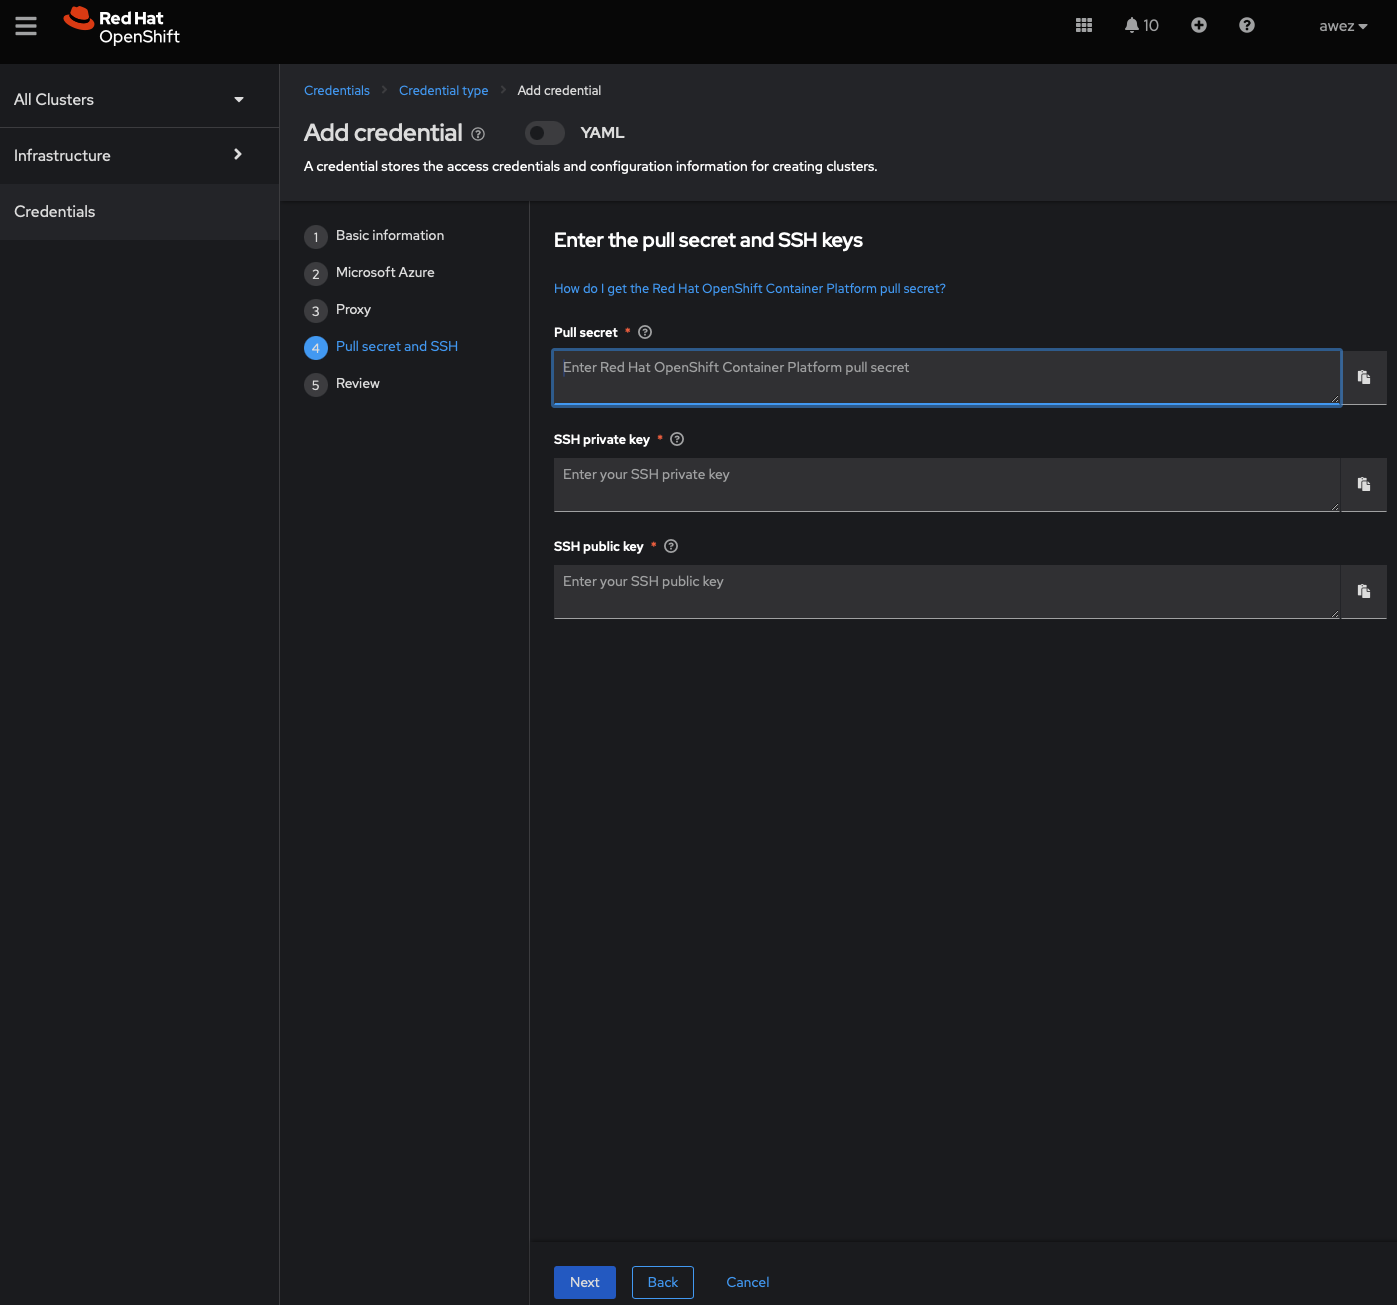 Red Hat
OpenShift
10
awez
All Clusters
Infrastructure
Credentials
Credentials
Credential type
Add credential
Add credential
YAML
A credential stores the access credentials and configuration information for creating clusters.
1 Basic information
2 Microsoft Azure
3 Proxy
4 Pull secret and SSH
5 Review
Enter the pull secret and SSH keys
How do I get the Red Hat OpenShift Container Platform pull secret?
Pull secret *
Enter Red Hat OpenShift Container Platform pull secret
SSH private key *
Enter your SSH private key
SSH public key *
Enter your SSH public key
Next
Back
Cancel